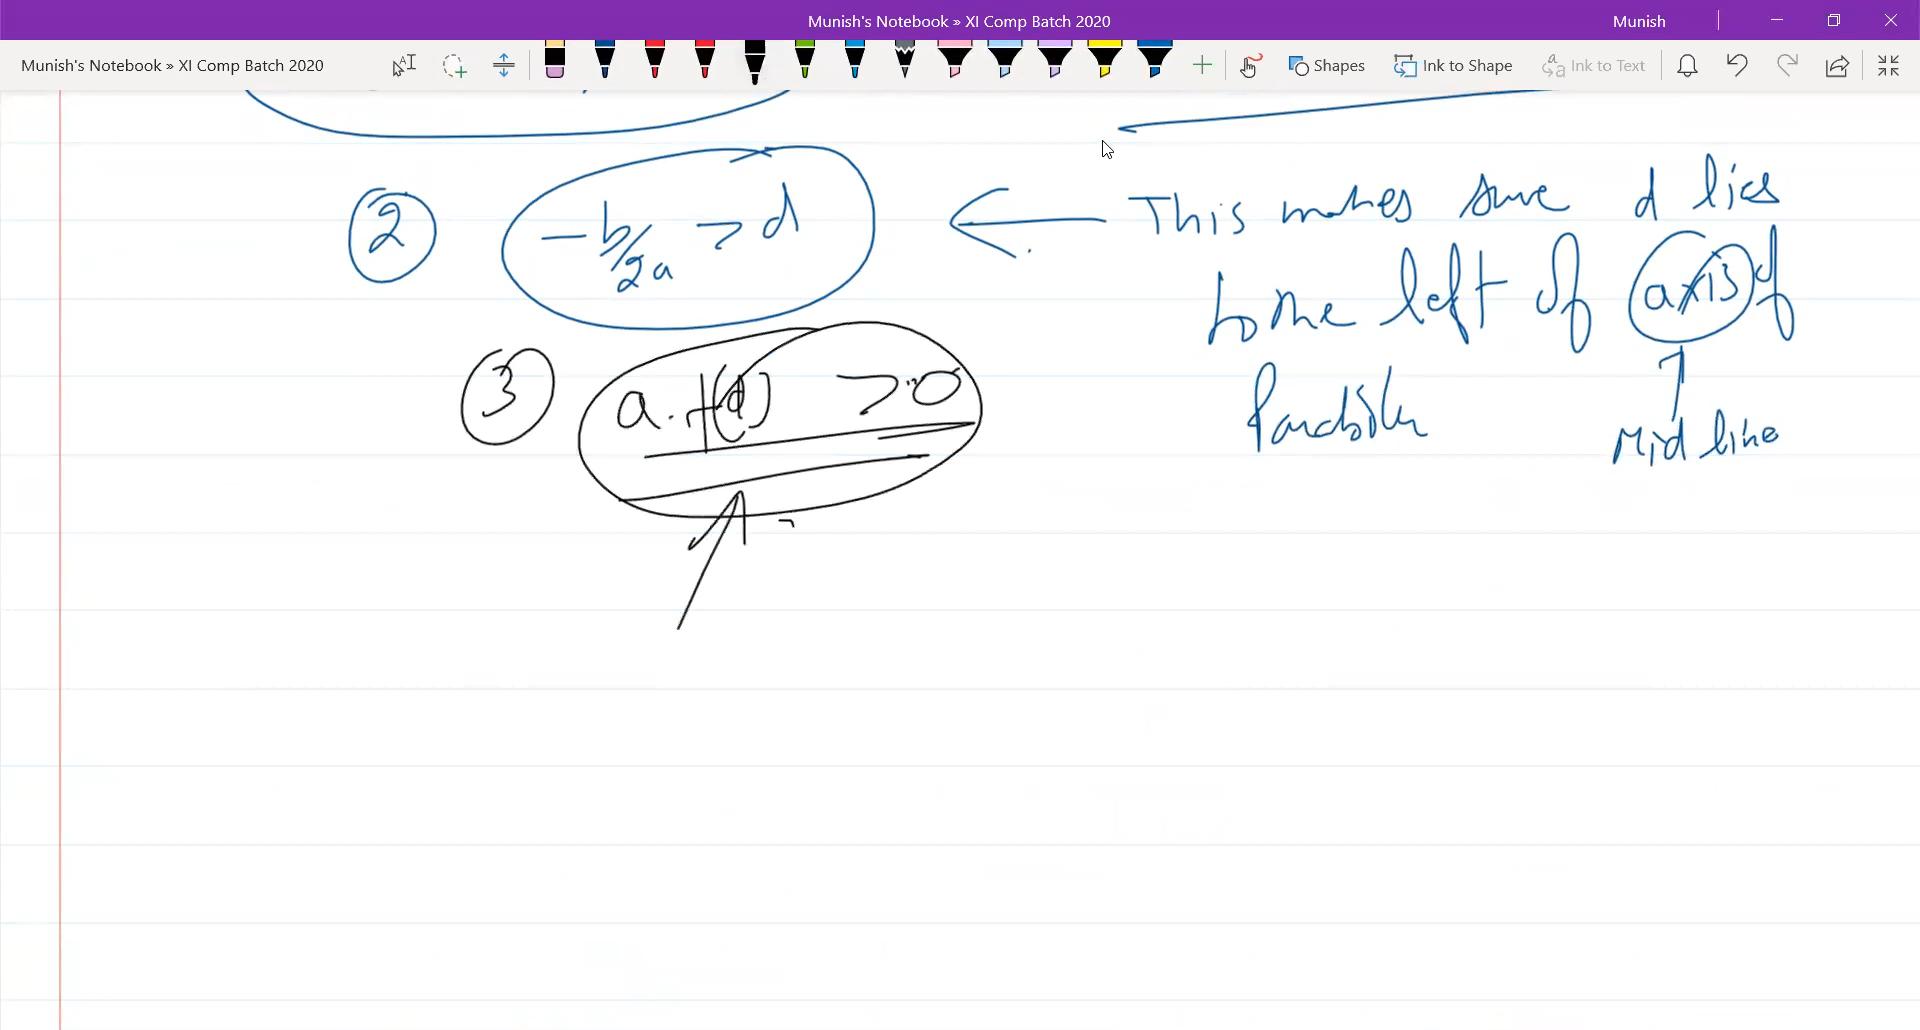 Munish's Notebook » XI Comp Batch 2020
Munish
Munish's Notebook » XI Comp Batch 2020
Shapes
Ink to Shape
Ink to Text
② -b/2a > d ← This makes sure d lies
to the left of axis of
Parabola
Mid line
③ a.f(d) > 0